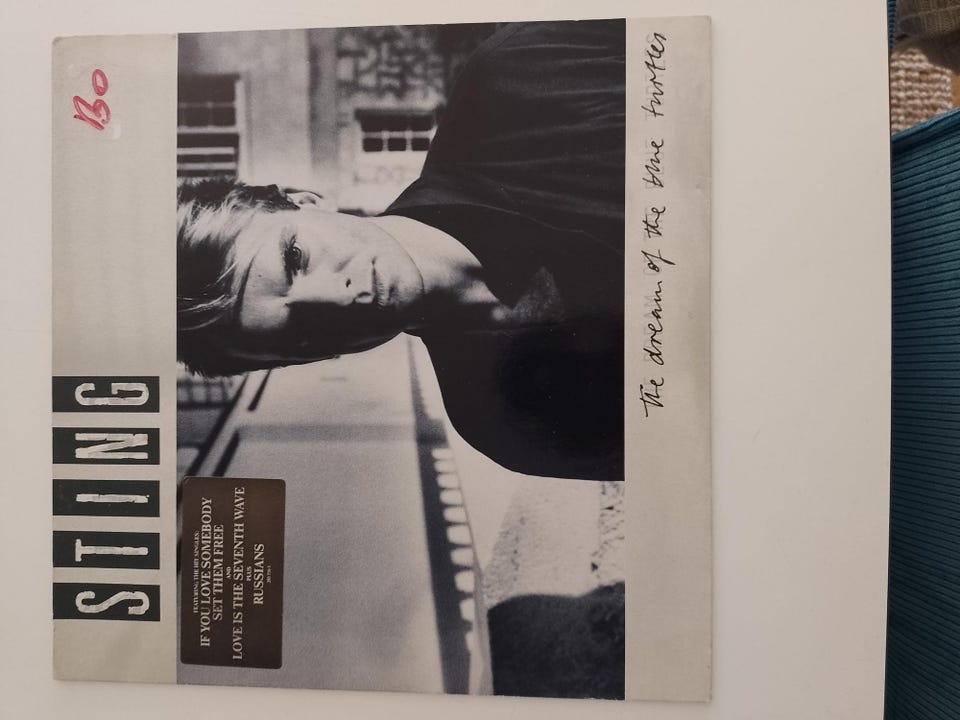 STING
Bo
FEATURING THE HIT SINGLES:
IF YOU LOVE SOMEBODY
SET THEM FREE
AND
LOVE IS THE SEVENTH WAVE
PLUS
RUSSIANS
The dream of the blue turtles